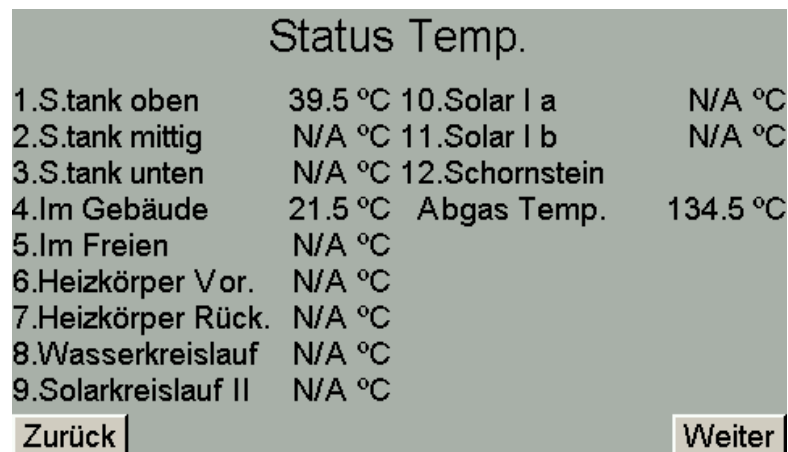 Status Temp.
1.S.tank oben 39.5 ºC 10.Solar I a N/A ºC
2.S.tank mittig N/A ºC 11.Solar I b N/A ºC
3.S.tank unten N/A ºC 12.Schornstein
4.Im Gebäude 21.5 ºC Abgas Temp. 134.5 ºC
5.Im Freien N/A ºC
6.Heizkörper Vor. N/A ºC
7.Heizkörper Rück. N/A ºC
8.Wasserkreislauf N/A ºC
9.Solarkreislauf II N/A ºC
Zurück Weiter